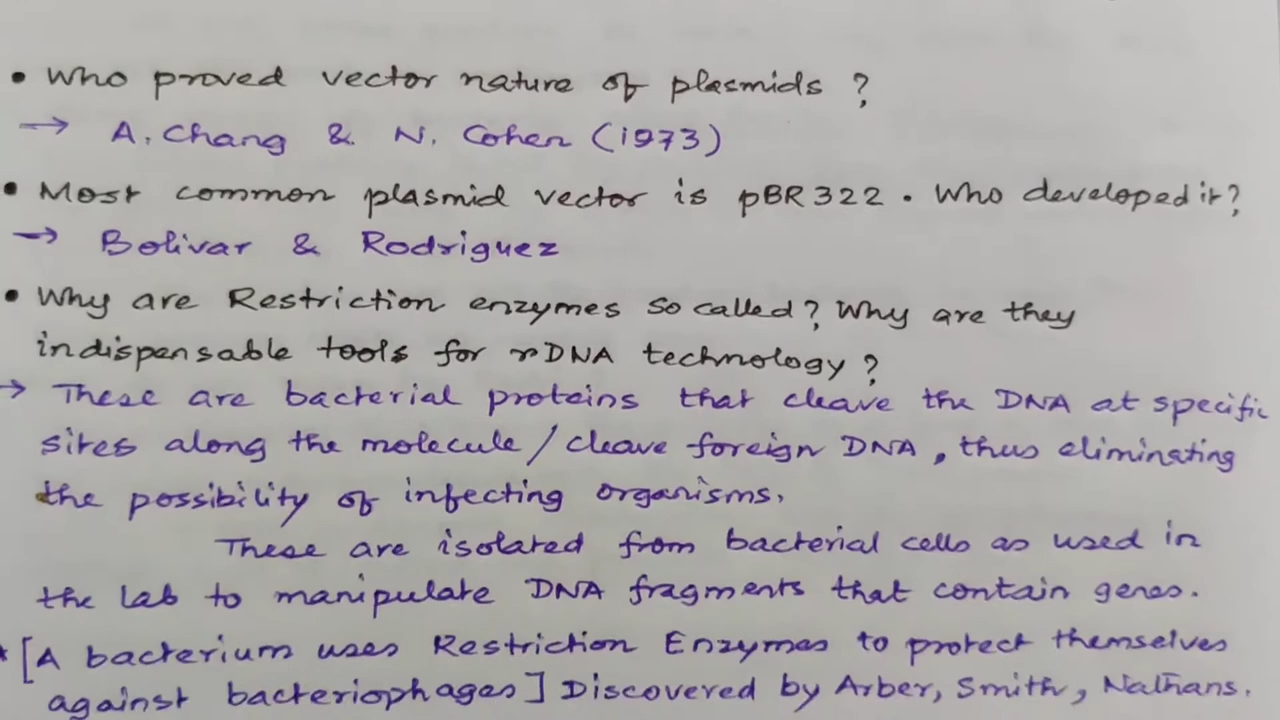 • Who proved vector nature of plasmids ?
→ A. Chang & N. Cohen (1973)
• Most common plasmid vector is pBR322. Who developed it?
→ Bolivar & Rodriguez
• Why are Restriction enzymes so called? Why are they
indispensable tools for rDNA technology?
→ These are bacterial proteins that cleave the DNA at specific
sites along the molecule/cleave foreign DNA, thus eliminating
the possibility of infecting organisms.
These are isolated from bacterial cells as used in
the lab to manipulate DNA fragments that contain genes.
* [A bacterium uses Restriction Enzymes to protect themselves
against bacteriophages] Discovered by Arber, Smith, Nathans.